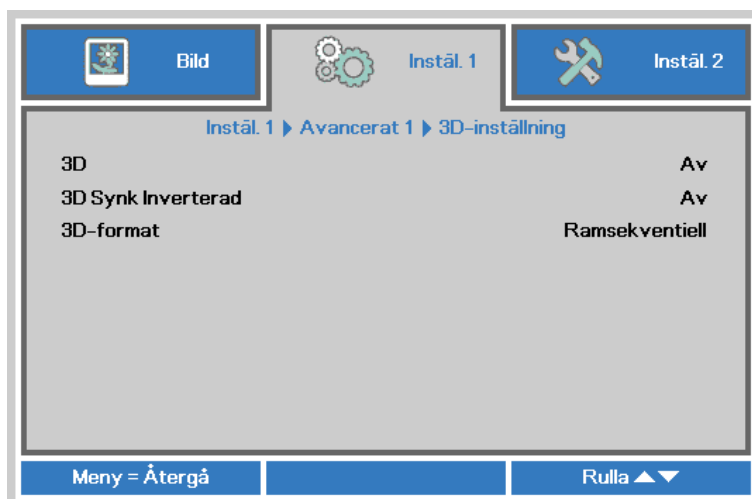 Bild
Instäl. 1
Instäl. 2
Instäl. 1 ▶ Avancerat 1 ▶ 3D-inställning
3D Av
3D Synk Inverterad Av
3D-format Ramsekventiell
Meny = Återgå
Rulla ▲▼